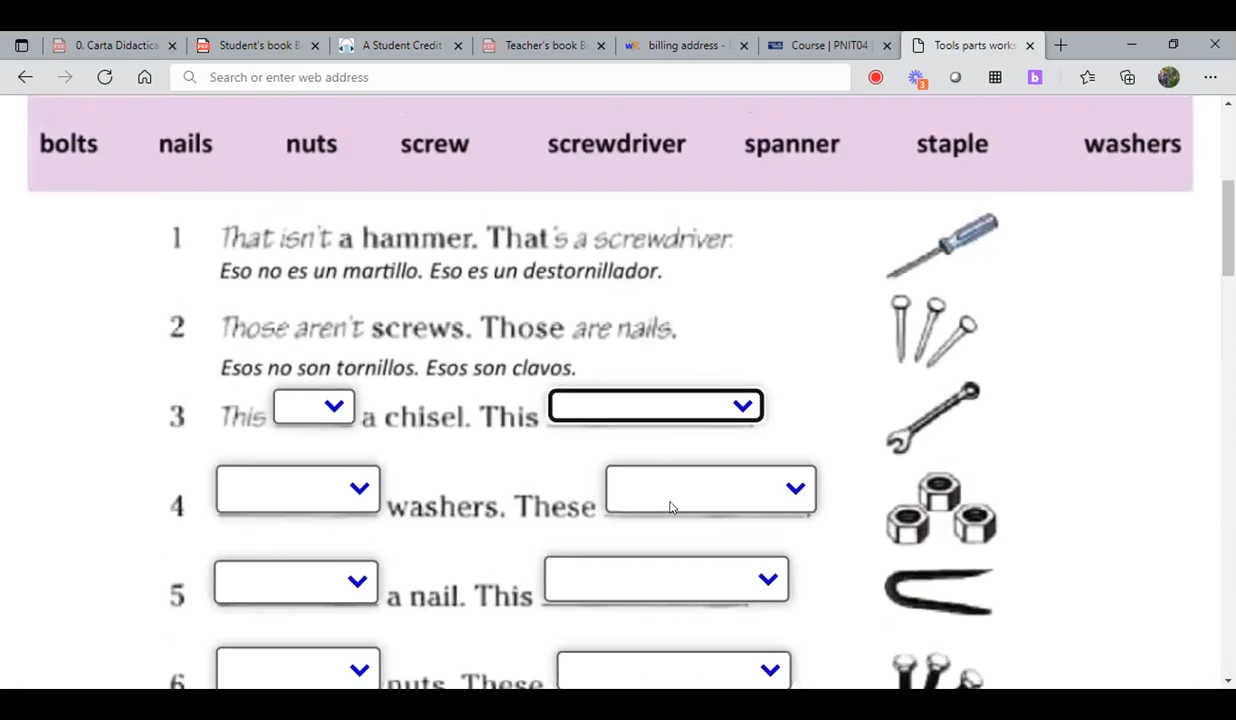 0. Carta Didactica
Student's book B
A Student Credit
Teacher's book B
billing address -
Course | PNIT04
Tools parts works
Search or enter web address
3
b
bolts nails nuts screw screwdriver spanner staple washers
1 That isn't a hammer. That's a screwdriver.
Eso no es un martillo. Eso es un destornillador.
2 Those aren't screws. Those are nails.
Esos no son tornillos. Esos son clavos.
3 This a chisel. This
4 washers. These
5 a nail. This
6 nuts. These